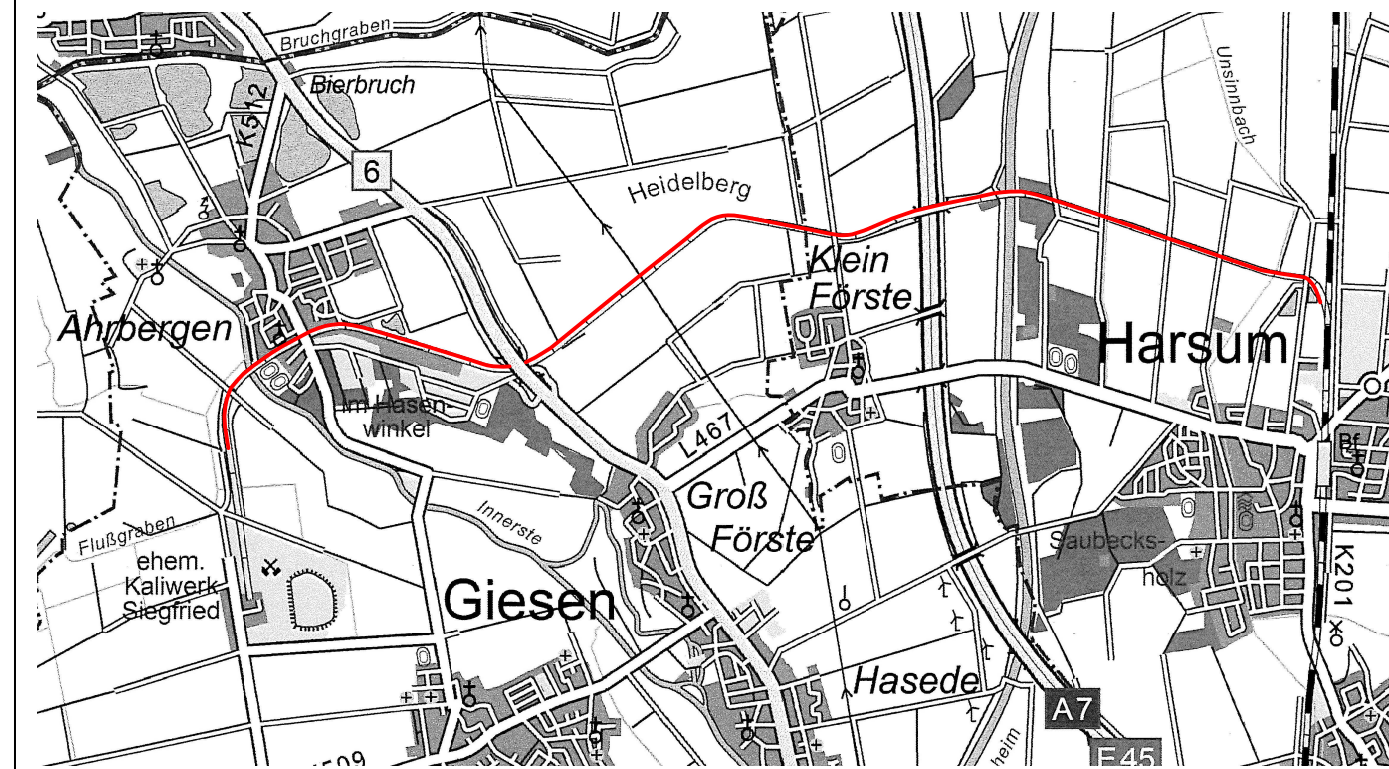 Bruchgraben
Bierbruch
K512
6
Unsinnbach
Heidelberg
Klein
Förste
Ahrbergen
Harsum
Im Hasen-
winkel
L467
Bf
Groß
Förste
Innerste
Flußgraben
Saubecks-
holz
ehem.
Kaliwerk
Siegfried
Giesen
K201
Hasede
A7
heim
E45